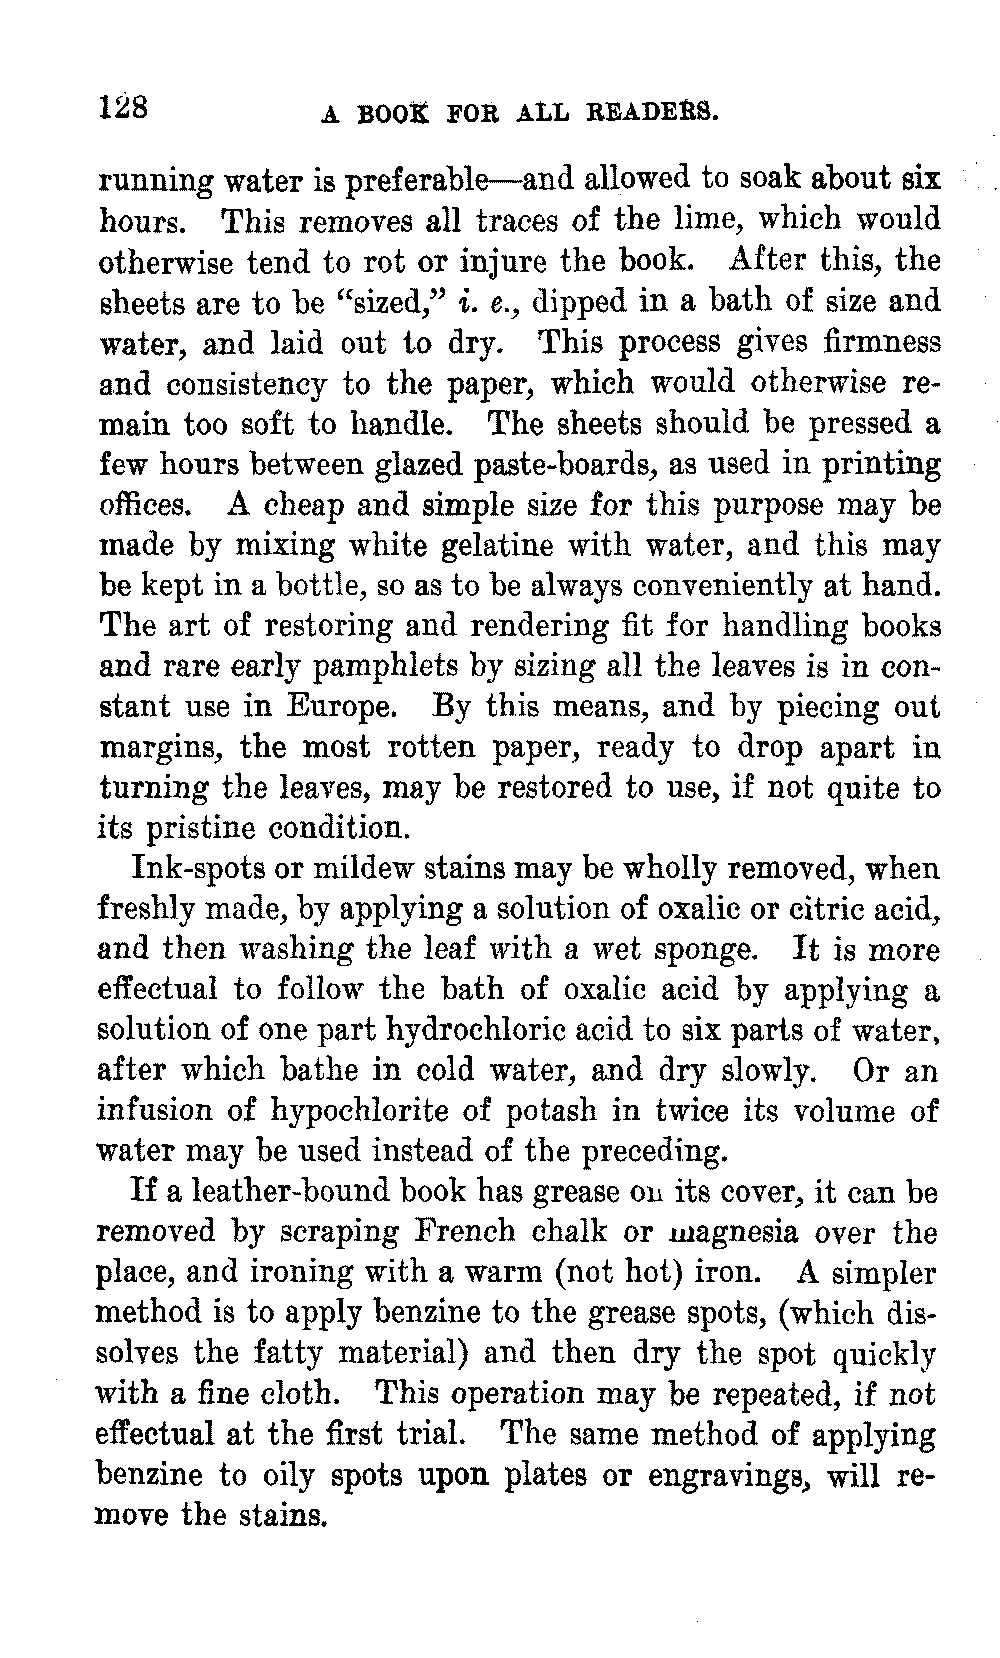 128 A BOOK FOR ALL READERS.
running water is preferable—and allowed to soak about six
hours. This removes all traces of the lime, which would
otherwise tend to rot or injure the book. After this, the
sheets are to be “sized,” i. e., dipped in a bath of size and
water, and laid out to dry. This process gives firmness
and consistency to the paper, which would otherwise re-
main too soft to handle. The sheets should be pressed a
few hours between glazed paste-boards, as used in printing
offices. A cheap and simple size for this purpose may be
made by mixing white gelatine with water, and this may
be kept in a bottle, so as to be always conveniently at hand.
The art of restoring and rendering fit for handling books
and rare early pamphlets by sizing all the leaves is in con-
stant use in Europe. By this means, and by piecing out
margins, the most rotten paper, ready to drop apart in
turning the leaves, may be restored to use, if not quite to
its pristine condition.
Ink-spots or mildew stains may be wholly removed, when
freshly made, by applying a solution of oxalic or citric acid,
and then washing the leaf with a wet sponge. It is more
effectual to follow the bath of oxalic acid by applying a
solution of one part hydrochloric acid to six parts of water,
after which bathe in cold water, and dry slowly. Or an
infusion of hypochlorite of potash in twice its volume of
water may be used instead of the preceding.
If a leather-bound book has grease on its cover, it can be
removed by scraping French chalk or magnesia over the
place, and ironing with a warm (not hot) iron. A simpler
method is to apply benzine to the grease spots, (which dis-
solves the fatty material) and then dry the spot quickly
with a fine cloth. This operation may be repeated, if not
effectual at the first trial. The same method of applying
benzine to oily spots upon plates or engravings, will re-
move the stains.